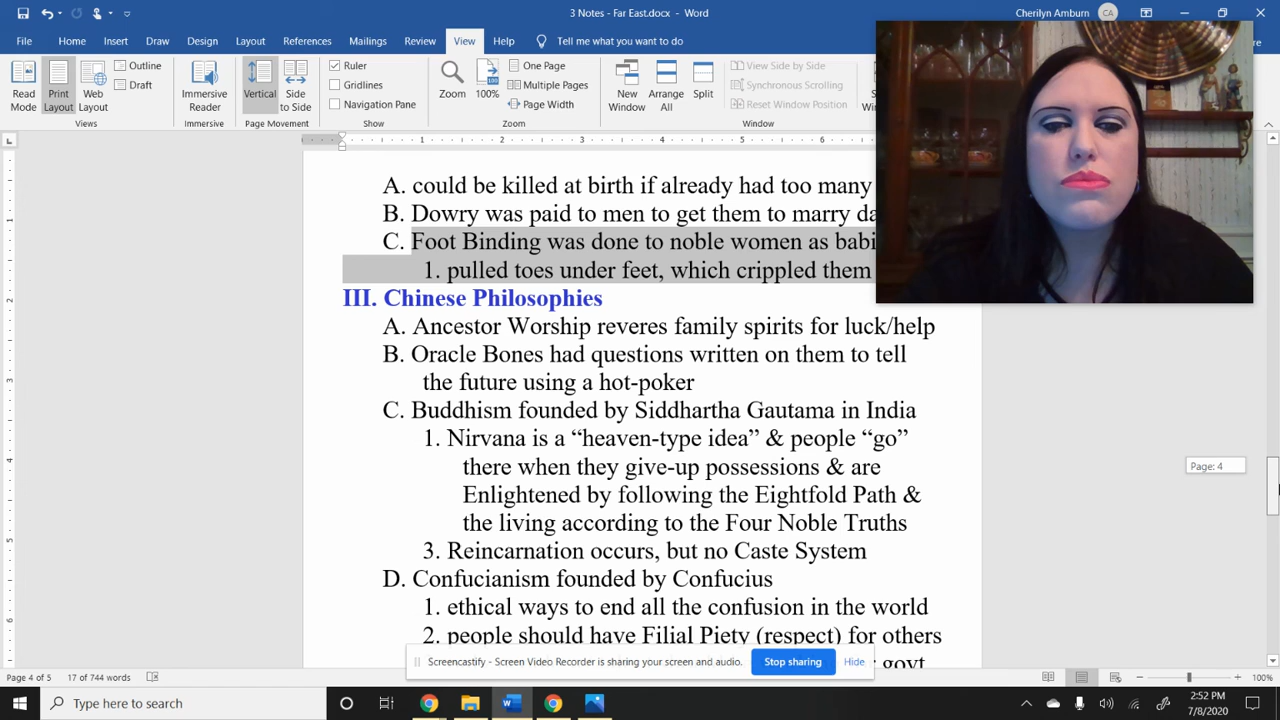 3 Notes - Far East.docx - Word
Cherilyn Amburn
CA
File Home Insert Draw Design Layout References Mailings Review View Help Tell me what you want to do
Read Mode
Print Layout
Web Layout
Outline
Draft
Views
Immersive Reader
Immersive
Vertical
Side to Side
Page Movement
Ruler
Gridlines
Navigation Pane
Show
Zoom
100%
One Page
Multiple Pages
Page Width
Zoom
New Window
Arrange All
Split
View Side by Side
Synchronous Scrolling
Reset Window Position
Window
A. could be killed at birth if already had too many
B. Dowry was paid to men to get them to marry da
C. Foot Binding was done to noble women as babi
1. pulled toes under feet, which crippled them
III. Chinese Philosophies
A. Ancestor Worship reveres family spirits for luck/help
B. Oracle Bones had questions written on them to tell
the future using a hot-poker
C. Buddhism founded by Siddhartha Gautama in India
1. Nirvana is a “heaven-type idea” & people “go”
there when they give-up possessions & are
Enlightened by following the Eightfold Path &
the living according to the Four Noble Truths
3. Reincarnation occurs, but no Caste System
D. Confucianism founded by Confucius
1. ethical ways to end all the confusion in the world
2. people should have Filial Piety (respect) for others
govt
Page: 4
Screencastify - Screen Video Recorder is sharing your screen and audio. Stop sharing Hide
Page 4 of 5 17 of 744 words
100%
Type here to search
2:52 PM
7/8/2020